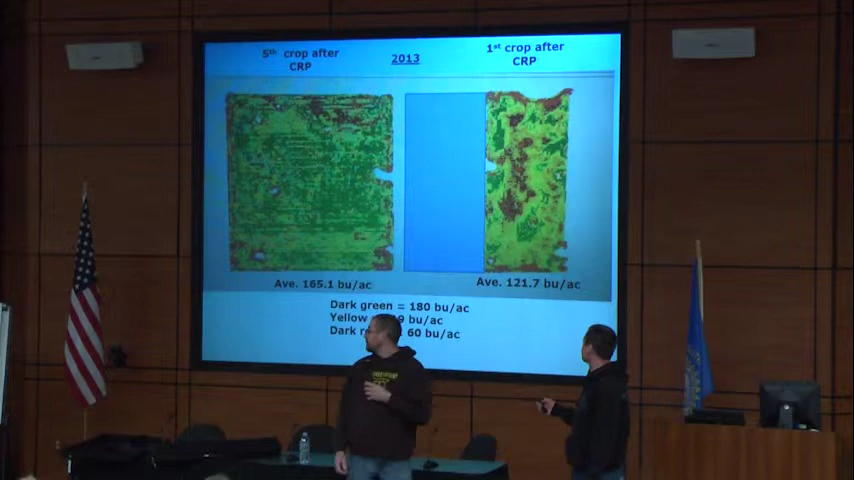 5th crop after
CRP
2013
1st crop after
CRP
Ave. 165.1 bu/ac
Ave. 121.7 bu/ac
Dark green = 180 bu/ac
Yellow 9 bu/ac
Dark 60 bu/ac